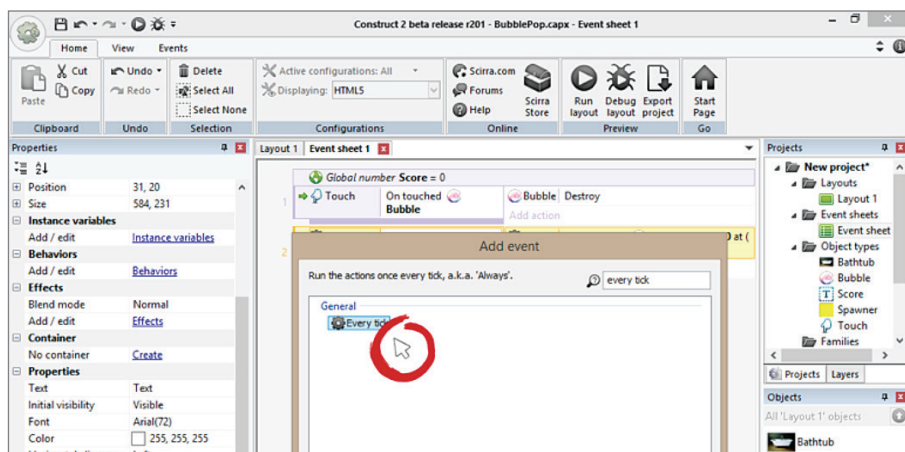 Construct 2 beta release r201 - BubblePop.capx - Event sheet 1
Home View Events
Paste
Cut
Copy
Clipboard
Undo
Redo
Undo
Delete
Select All
Select None
Selection
Active configurations: All
Displaying: HTML5
Configurations
Scirra.com
Forums
Help
Scirra Store
Online
Run layout
Debug layout
Export project
Preview
Start Page
Go
Properties
Position 31, 20
Size 584, 231
Instance variables
Add / edit Instance variables
Behaviors
Add / edit Behaviors
Effects
Blend mode Normal
Add / edit Effects
Container
No container Create
Properties
Text Text
Initial visibility Visible
Font Arial(72)
Color 255, 255, 255
Layout 1 Event sheet 1
Global number Score = 0
1 Touch On touched Bubble Bubble Destroy
Add action
2
0 at (
Add event
Run the actions once every tick, a.k.a. 'Always'.
every tick
General
Every tick
Projects
New project*
Layouts
Layout 1
Event sheets
Event sheet
Object types
Bathtub
Bubble
T Score
Spawner
Touch
Families
Projects Layers
Objects
All 'Layout 1' objects
Bathtub